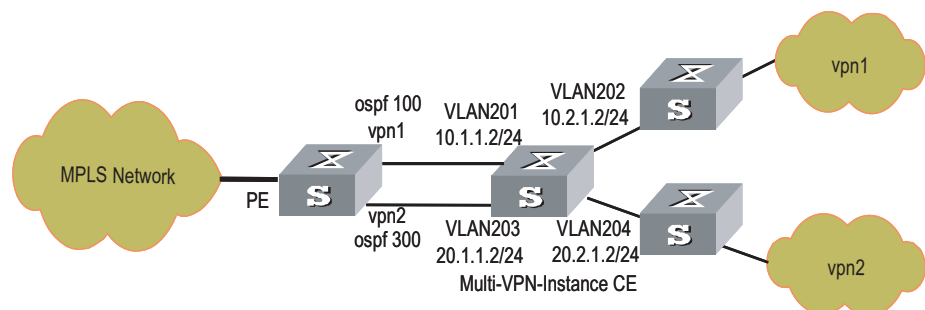 vpn1
VLAN202
10.2.1.2/24
S
ospf 100
vpn1
VLAN201
10.1.1.2/24
MPLS Network
PE
S
S
vpn2
ospf 300
VLAN203
20.1.1.2/24
VLAN204
20.2.1.2/24
S
Multi-VPN-Instance CE
vpn2